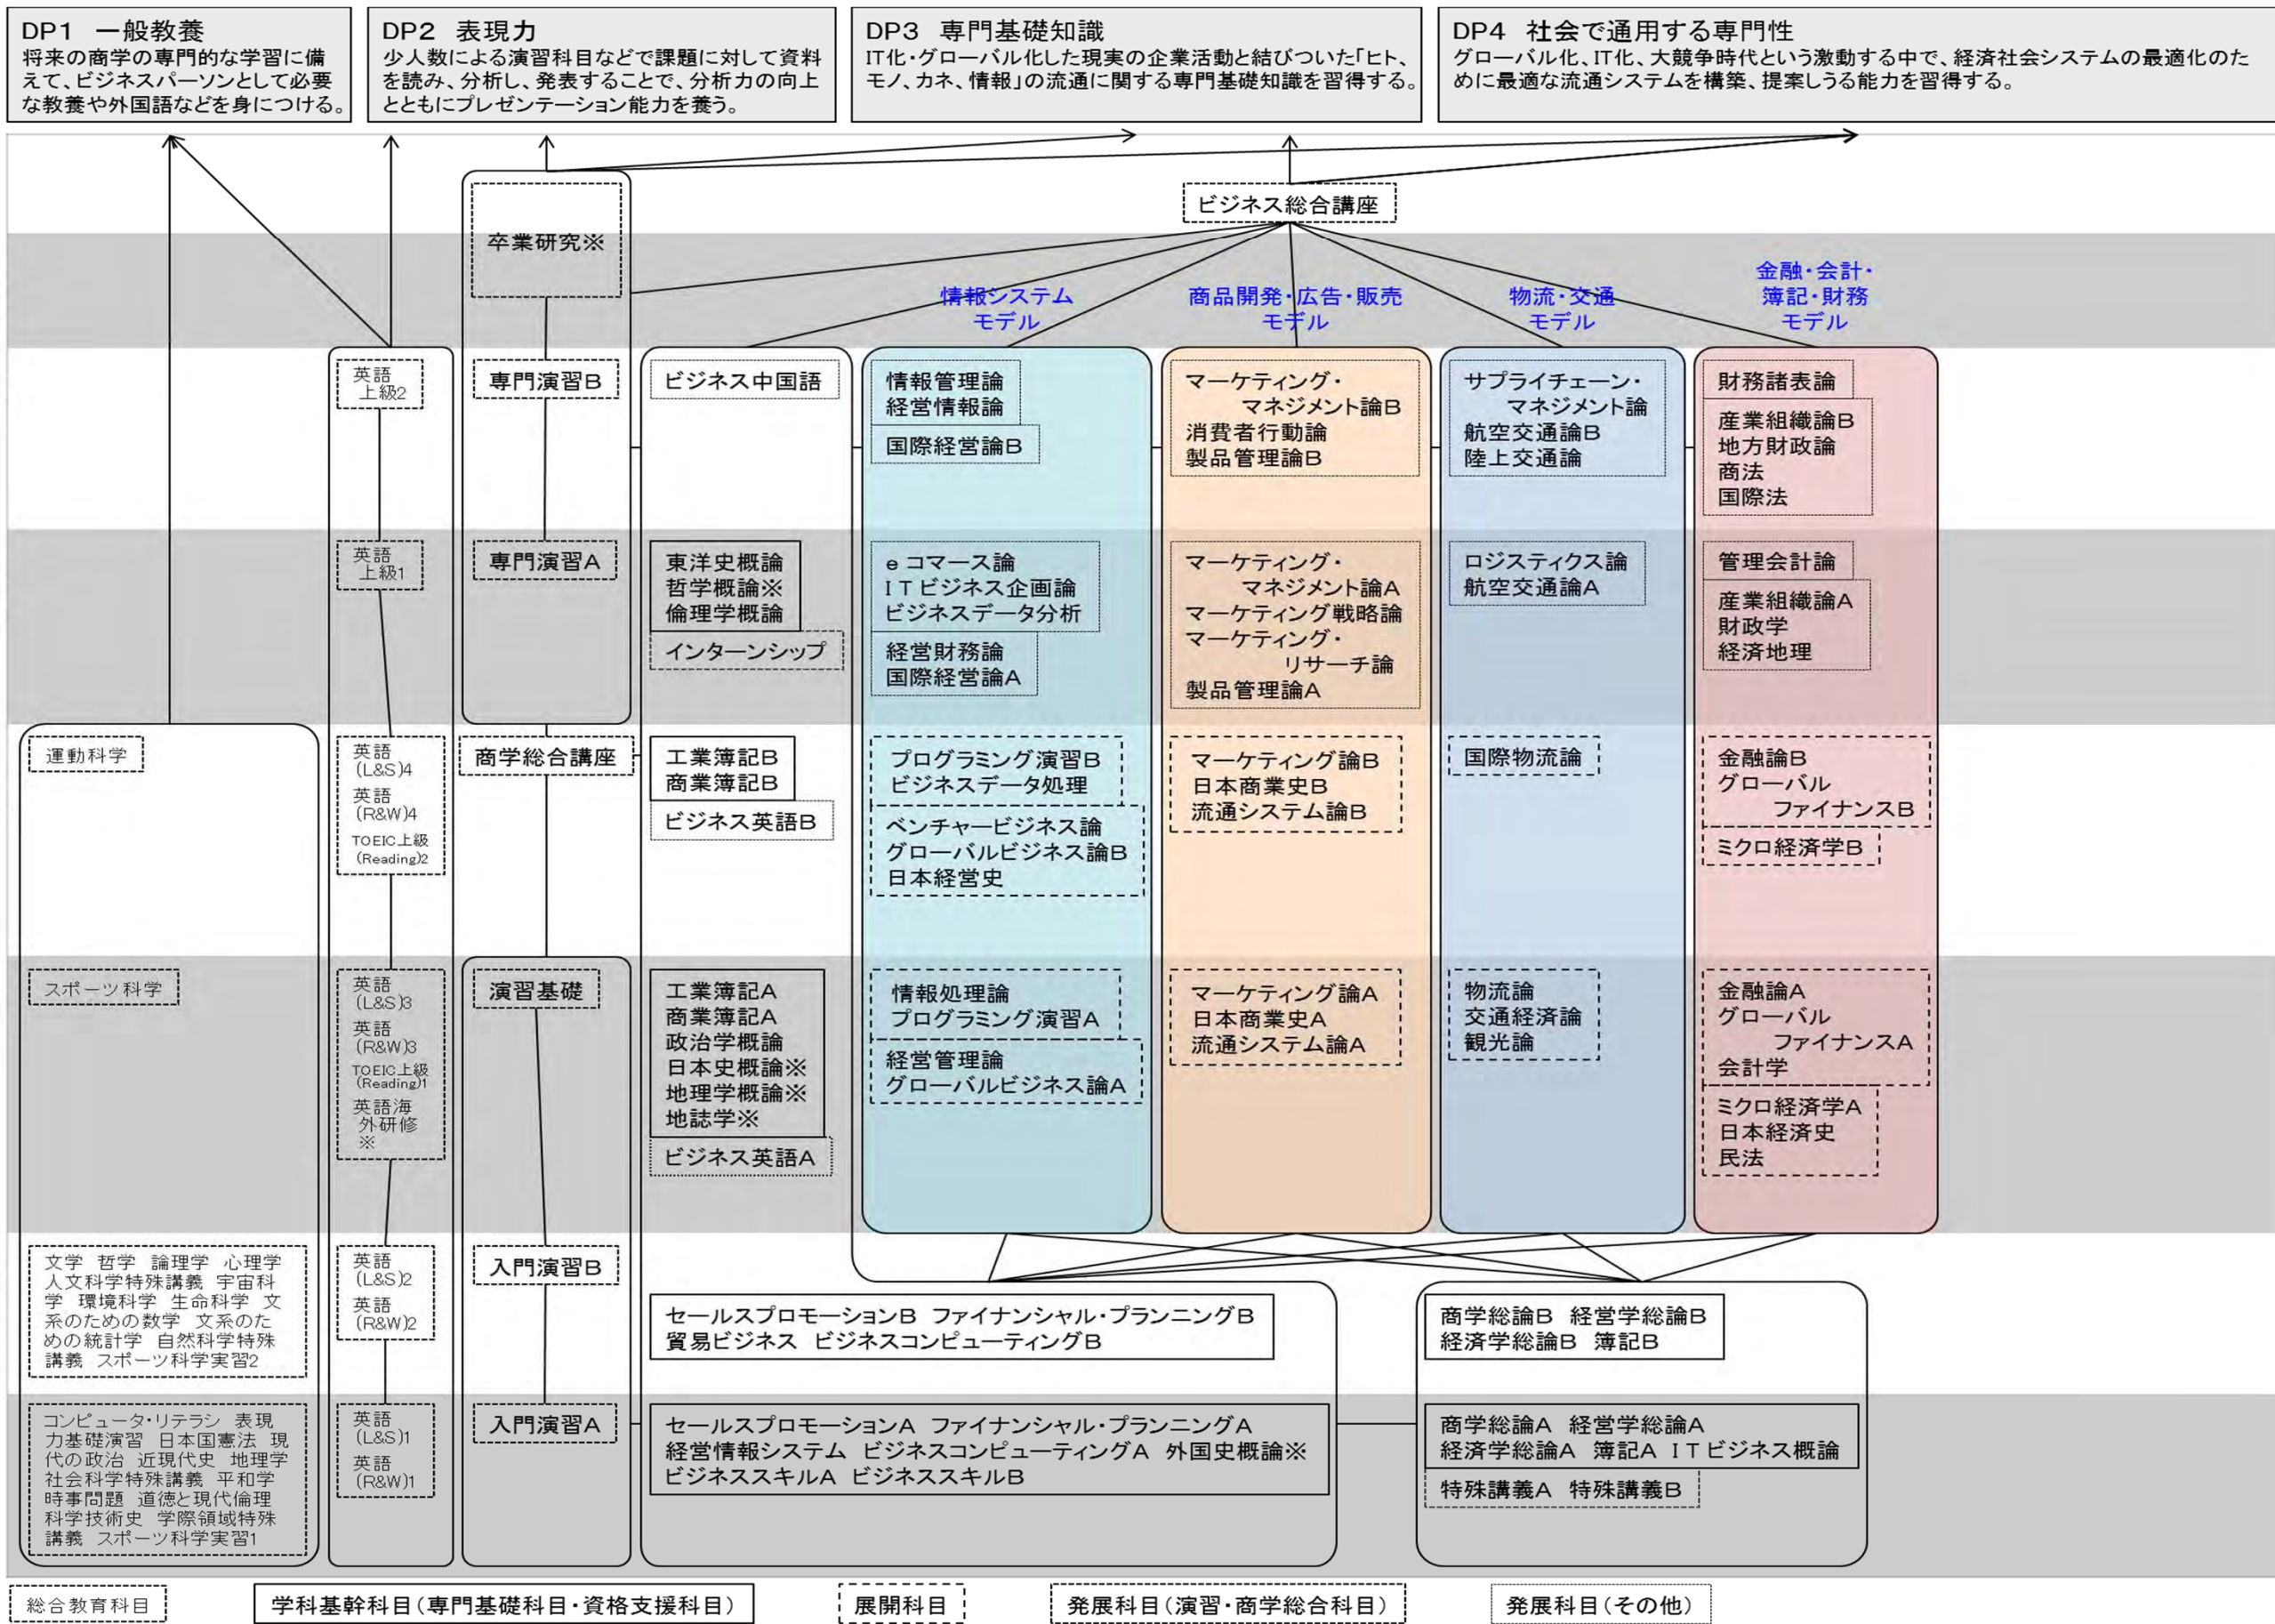 DP1　一般教養
将来の商学の専門的な学習に備
えて、ビジネスパーソンとして必要
な教養や外国語などを身につける。
DP2　表現力
少人数による演習科目などで課題に対して資料
を読み、分析し、発表することで、分析力の向上
とともにプレゼンテーション能力を養う。
DP3　専門基礎知識
IT化・グローバル化した現実の企業活動と結びついた「ヒト、
モノ、カネ、情報」の流通に関する専門基礎知識を習得する。
DP4　社会で通用する専門性
グローバル化、IT化、大競争時代という激動する中で、経済社会システムの最適化のた
めに最適な流通システムを構築、提案しうる能力を習得する。
ビジネス総合講座
卒業研究※
情報システム
モデル
商品開発・広告・販売
モデル
物流・交通
モデル
金融・会計・
簿記・財務
モデル
英語
上級2
専門演習B
ビジネス中国語
情報管理論
経営情報論
国際経営論B
マーケティング・
マネジメント論B
消費者行動論
製品管理論B
サプライチェーン・
マネジメント論
航空交通論B
陸上交通論
財務諸表論
産業組織論B
地方財政論
商法
国際法
英語
上級1
専門演習A
東洋史概論
哲学概論※
倫理学概論
インターンシップ
eコマース論
ITビジネス企画論
ビジネスデータ分析
経営財務論
国際経営論A
マーケティング・
マネジメント論A
マーケティング戦略論
マーケティング・
リサーチ論
製品管理論A
ロジスティクス論
航空交通論A
管理会計論
産業組織論A
財政学
経済地理
運動科学
英語
(L&S)4
英語
(R&W)4
TOEIC上級
(Reading)2
商学総合講座
工業簿記B
商業簿記B
ビジネス英語B
プログラミング演習B
ビジネスデータ処理
ベンチャービジネス論
グローバルビジネス論B
日本経営史
マーケティング論B
日本商業史B
流通システム論B
国際物流論
金融論B
グローバル
ファイナンスB
ミクロ経済学B
スポーツ科学
英語
(L&S)3
英語
(R&W)3
TOEIC上級
(Reading)1
英語海
外研修
※
演習基礎
工業簿記A
商業簿記A
政治学概論
日本史概論※
地理学概論※
地誌学※
ビジネス英語A
情報処理論
プログラミング演習A
経営管理論
グローバルビジネス論A
マーケティング論A
日本商業史A
流通システム論A
物流論
交通経済論
観光論
金融論A
グローバル
ファイナンスA
会計学
ミクロ経済学A
日本経済史
民法
文学　哲学　論理学　心理学
人文科学特殊講義　宇宙科
学　環境科学　生命科学　文
系のための数学　文系のた
めの統計学　自然科学特殊
講義　スポーツ科学実習2
英語
(L&S)2
英語
(R&W)2
入門演習B
セールスプロモーションB　ファイナンシャル・プランニングB
貿易ビジネス　ビジネスコンピューティングB
商学総論B　経営学総論B
経済学総論B　簿記B
コンピュータ・リテラシ　表現
力基礎演習　日本国憲法　現
代の政治　近現代史　地理学
社会科学特殊講義　平和学
時事問題　道徳と現代倫理
科学技術史　学際領域特殊
講義　スポーツ科学実習1
英語
(L&S)1
英語
(R&W)1
入門演習A
セールスプロモーションA　ファイナンシャル・プランニングA
経営情報システム　ビジネスコンピューティングA　外国史概論※
ビジネススキルA　ビジネススキルB
商学総論A　経営学総論A
経済学総論A　簿記A　ITビジネス概論
特殊講義A　特殊講義B
総合教育科目
学科基幹科目(専門基礎科目・資格支援科目)
展開科目
発展科目(演習・商学総合科目)
発展科目(その他)